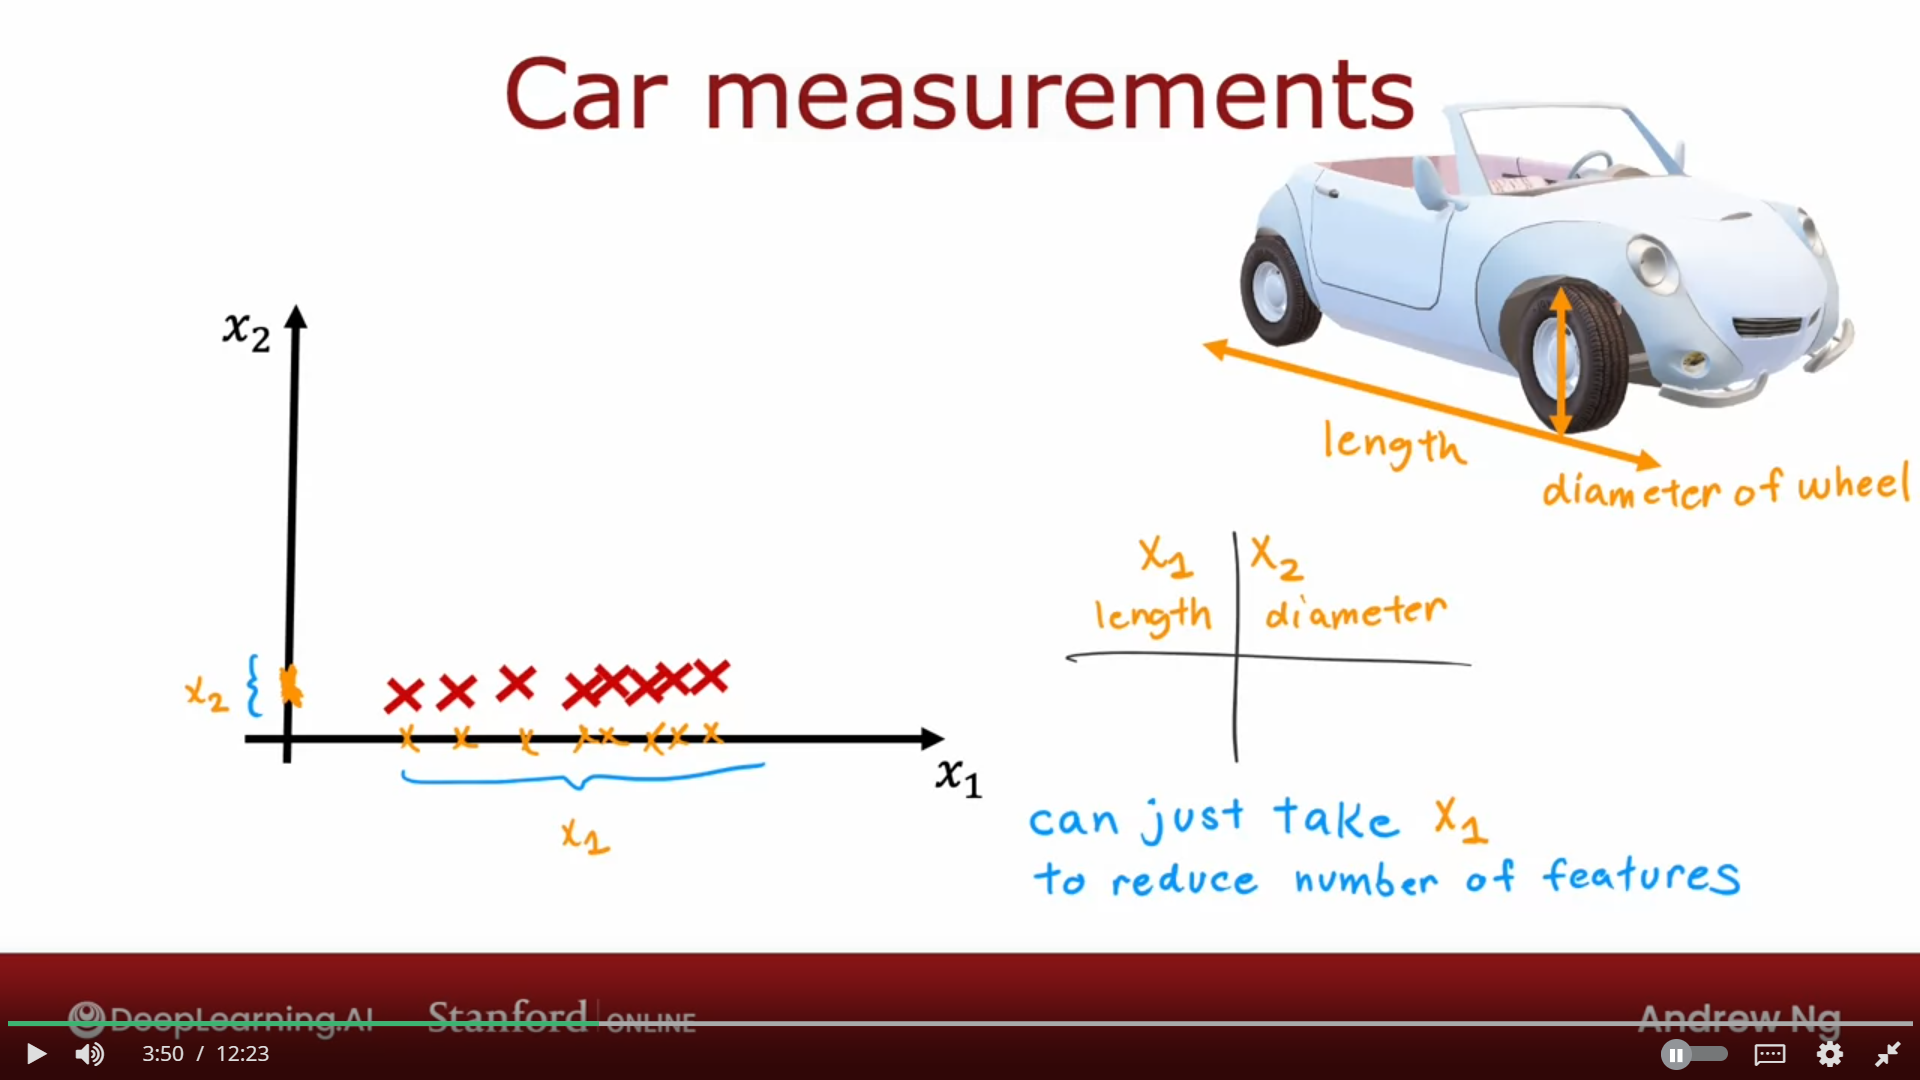 Car measurements
x₂
length
diameter of wheel
x₁ x₂
length diameter
x₂
x₁
x₁
can just take x₁
to reduce number of features
DeepLearning.AI Stanford ONLINE Andrew Ng
3:50 / 12:23